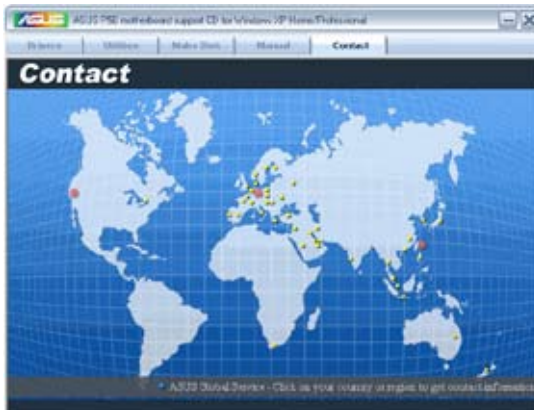 ASUS ASUS P5E motherboard support CD for Windows XP Home/Professional
Drivers Utilities Make Disk Manual Contact
Contact
ASUS Global Service - Click on your country or region to get contact information